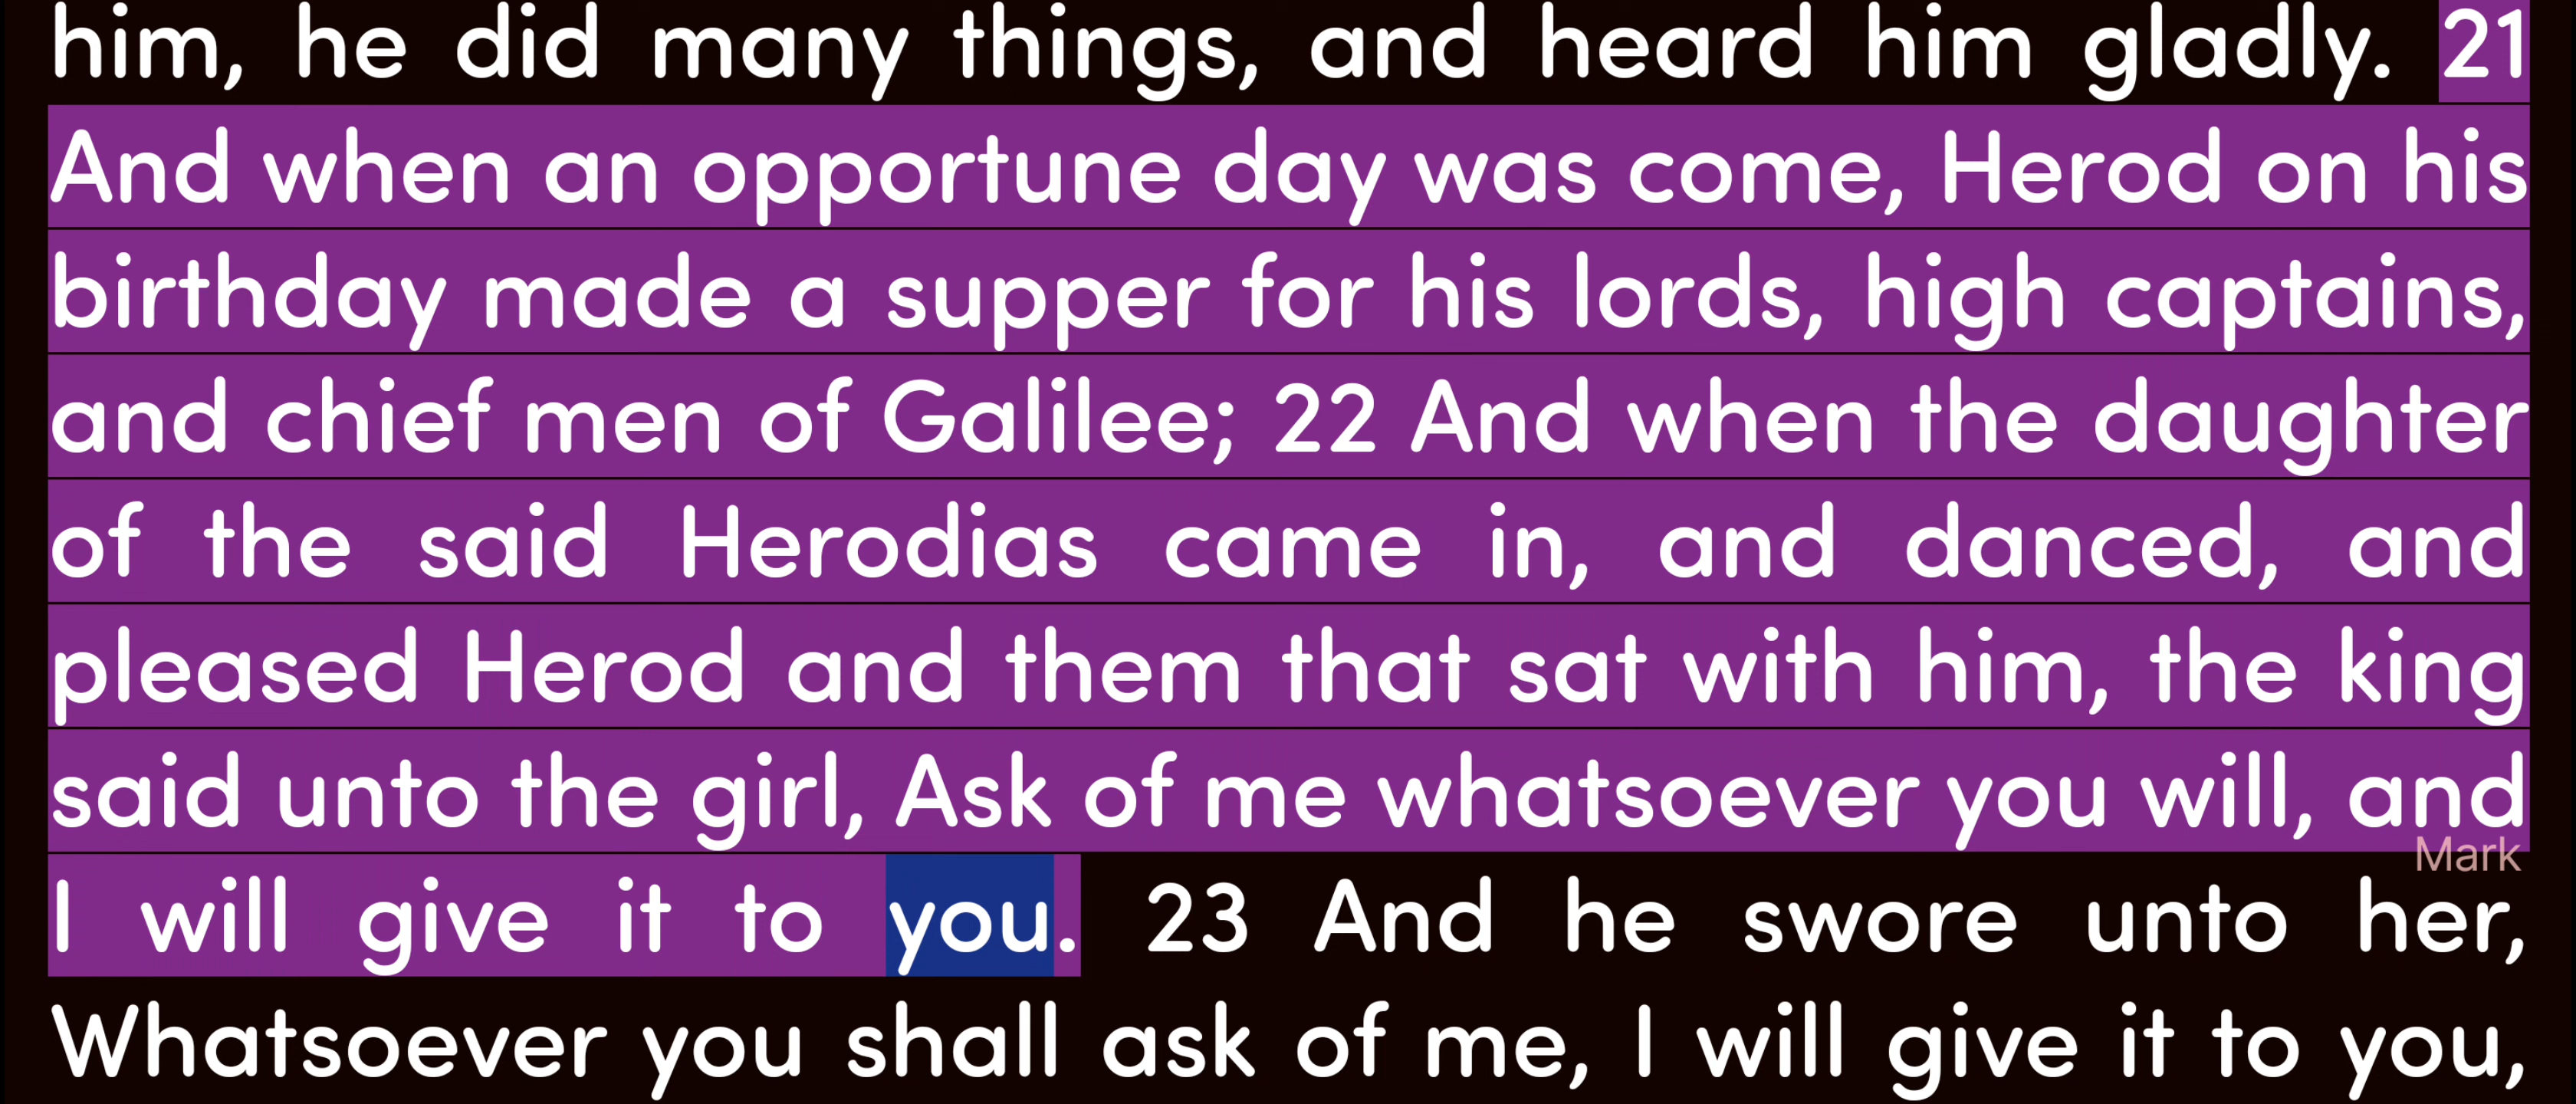 him, he did many things, and heard him gladly. 21
And when an opportune day was come, Herod on his
birthday made a supper for his lords, high captains,
and chief men of Galilee; 22 And when the daughter
of the said Herodias came in, and danced, and
pleased Herod and them that sat with him, the king
said unto the girl, Ask of me whatsoever you will, and
Mark
I will give it to you. 23 And he swore unto her,
Whatsoever you shall ask of me, I will give it to you,